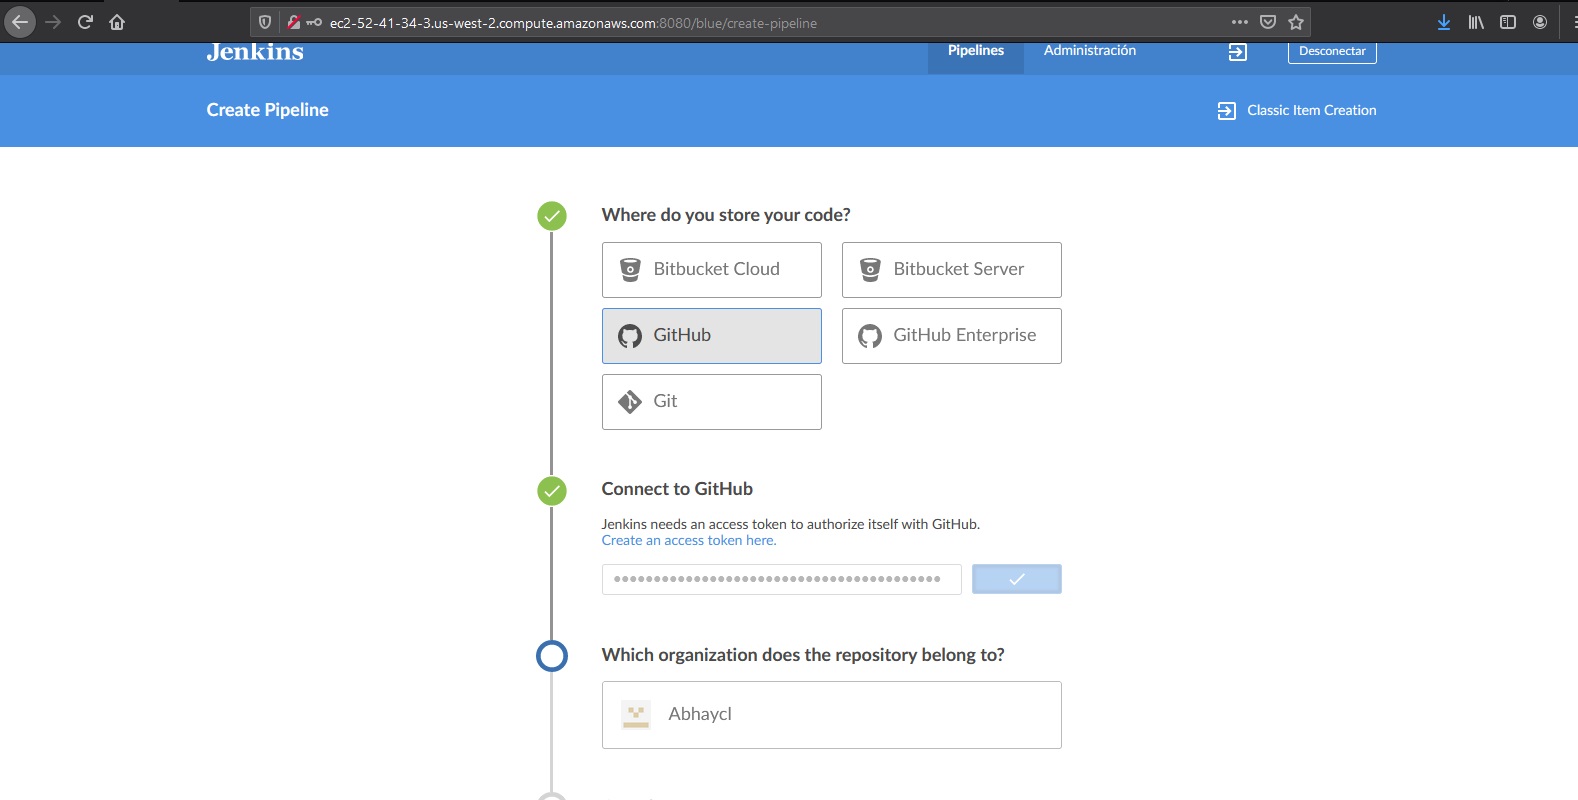 ec2-52-41-34-3.us-west-2.compute.amazonaws.com:8080/blue/create-pipeline
Jenkins
Pipelines
Administración
Desconectar
Create Pipeline
Classic Item Creation
Where do you store your code?
Bitbucket Cloud
Bitbucket Server
GitHub
GitHub Enterprise
Git
Connect to GitHub
Jenkins needs an access token to authorize itself with GitHub.
Create an access token here.
Which organization does the repository belong to?
Abhaycl